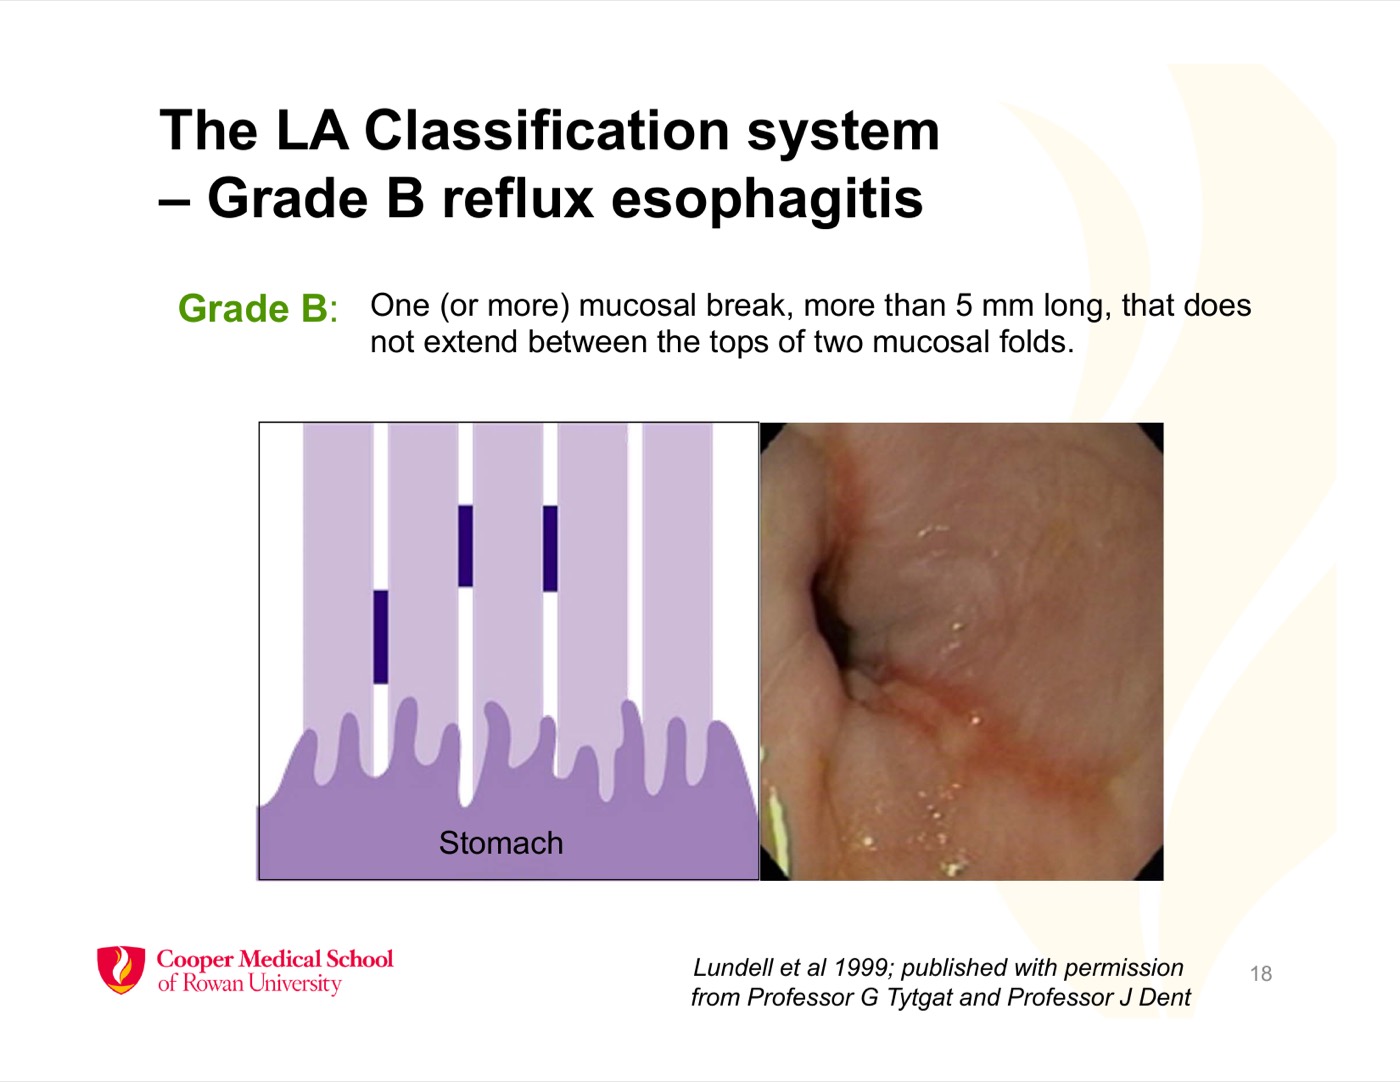 The LA Classification system
– Grade B reflux esophagitis
Grade B:
One (or more) mucosal break, more than 5 mm long, that does
not extend between the tops of two mucosal folds.
Stomach
Cooper Medical School
of Rowan University
Lundell et al 1999; published with permission
from Professor G Tytgat and Professor J Dent
18